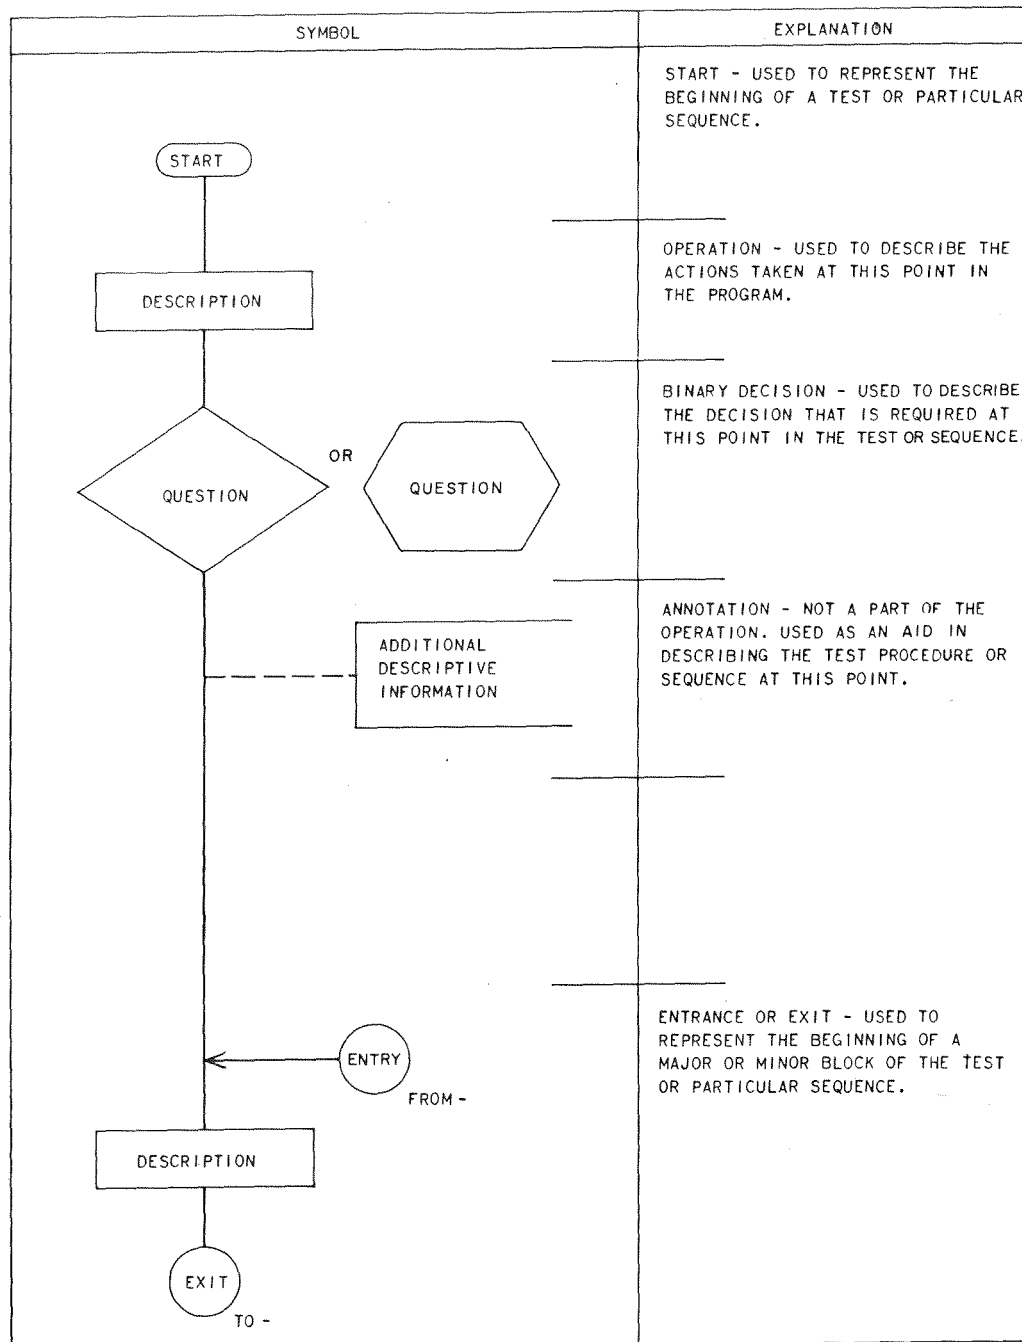 SYMBOL
EXPLANATION
START - USED TO REPRESENT THE
BEGINNING OF A TEST OR PARTICULAR
SEQUENCE.
START
OPERATION - USED TO DESCRIBE THE
ACTIONS TAKEN AT THIS POINT IN
THE PROGRAM.
DESCRIPTION
BINARY DECISION - USED TO DESCRIBE
THE DECISION THAT IS REQUIRED AT
THIS POINT IN THE TEST OR SEQUENCE.
QUESTION
OR
QUESTION
ANNOTATION - NOT A PART OF THE
OPERATION. USED AS AN AID IN
DESCRIBING THE TEST PROCEDURE OR
SEQUENCE AT THIS POINT.
ADDITIONAL
DESCRIPTIVE
INFORMATION
ENTRANCE OR EXIT - USED TO
REPRESENT THE BEGINNING OF A
MAJOR OR MINOR BLOCK OF THE TEST
OR PARTICULAR SEQUENCE.
ENTRY
FROM -
DESCRIPTION
EXIT
TO -